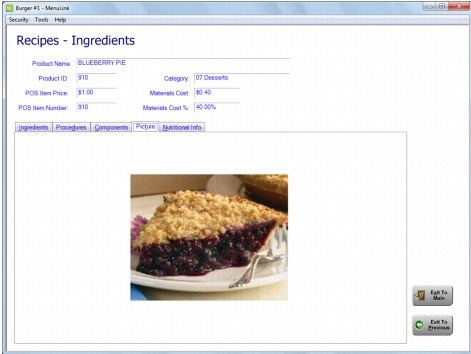 Burger #1 - MenuLink
Security Tools Help
Recipes - Ingredients
Product Name: BLUEBERRY PIE
Product ID: 910 Category: 07 Desserts
POS Item Price: $1.00 Materials Cost: $0.40
POS Item Number: 910 Materials Cost %: 40.00%
Ingredients Procedures Components Picture Nutritional Info
Exit To
Main
Exit To
Previous